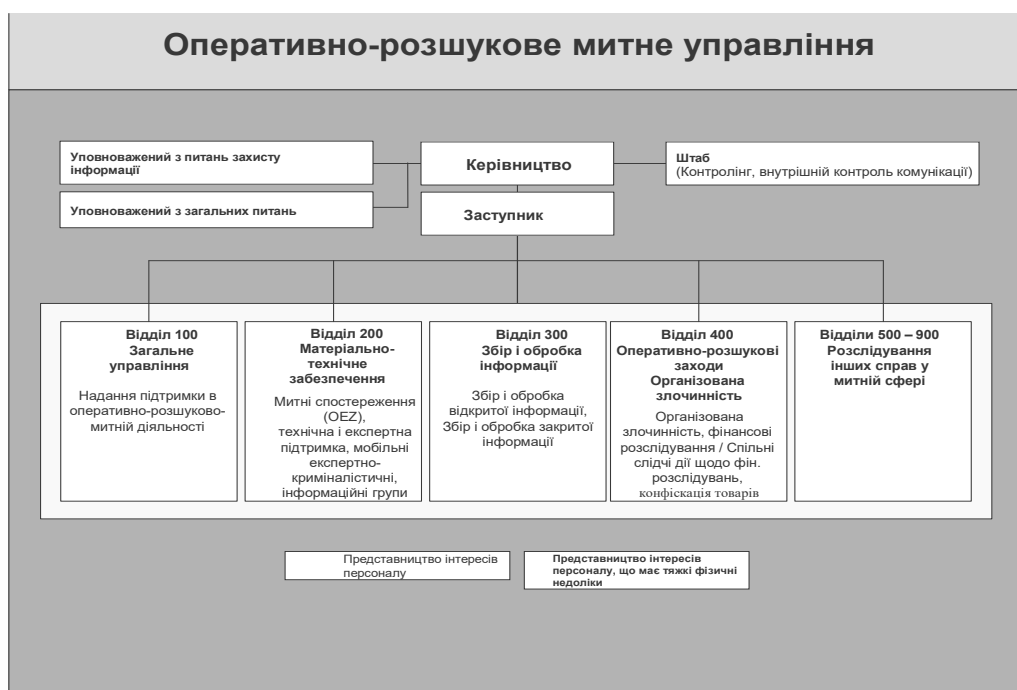 Оперативно-розшукове митне управління
Уповноважений з питань захисту
інформації
Керівництво
Штаб
(Контролінг, внутрішній контроль комунікації)
Уповноважений з загальних питань
Заступник
Відділ 100
Загальне
управління
Надання підтримки в
оперативно-розшуково-
митній діяльності
Відділ 200
Матеріально-
технічне
забезпечення
Митні спостереження
(OEZ),
технічна і експертна
підтримка, мобільні
експертно-
криміналістичні,
інформаційні групи
Відділ 300
Збір і обробка
інформації
Збір і обробка
відкритої інформації,
Збір і обробка закритої
інформації
Відділ 400
Оперативно-розшукові
заходи
Організована
злочинність
Організована
злочинність, фінансові
розслідування / Спільні
слідчі дії щодо фін.
розслідувань,
конфіскація товарів
Відділи 500 – 900
Розслідування
інших справ у
митній сфері
Представництво інтересів
персоналу
Представництво інтересів
персоналу, що має тяжкі фізичні
недоліки